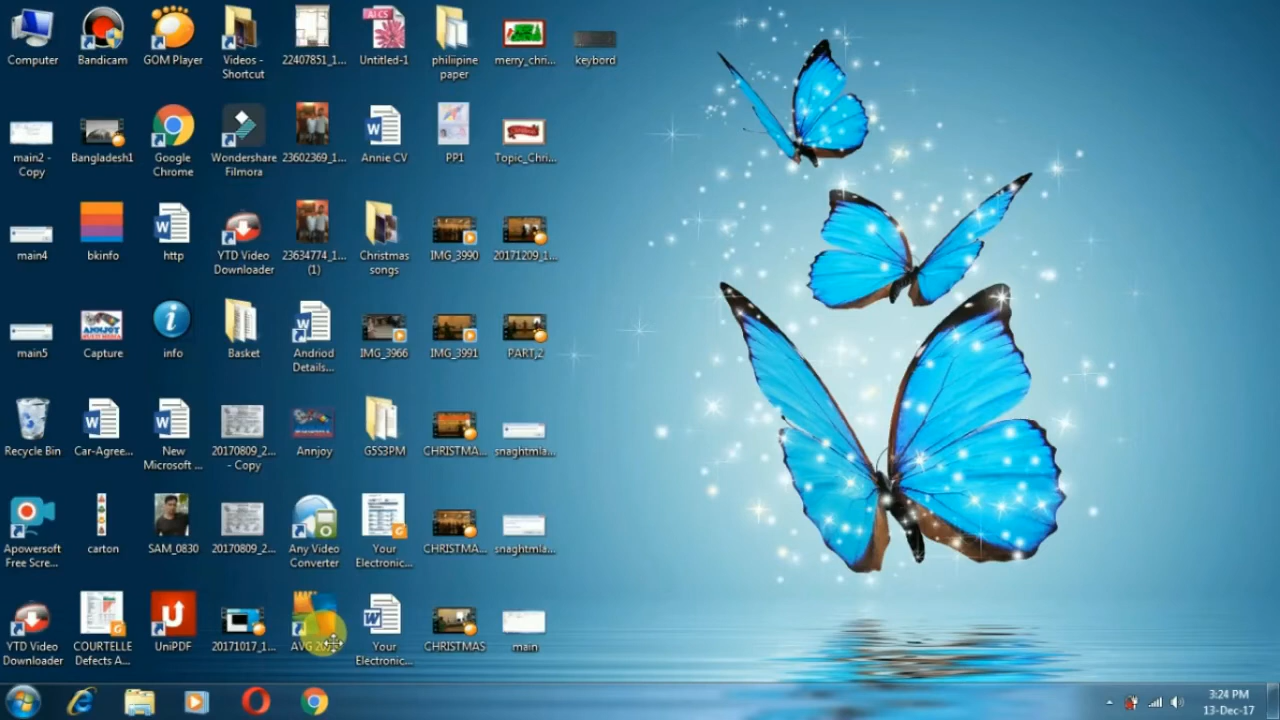 Computer
Bandicam
GOM Player
Videos -
Shortcut
22407851_1...
Untitled-1
philiipine
paper
merry_chri...
keybord
main2 -
Copy
Bangladesh1
Google
Chrome
Wondershare
Filmora
23602369_1...
Annie CV
PP1
Topic_Chri...
main4
bkinfo
http
YTD Video
Downloader
23634774_1...
(1)
Christmas
songs
IMG_3990
20171209_1...
main5
Capture
info
Basket
Andriod
Details...
IMG_3966
IMG_3991
PART,2
Recycle Bin
Car-Agree...
New
Microsoft ...
20170809_2...
- Copy
Annjoy
G5S3PM
CHRISTMA...
snaghtmla...
Apowersoft
Free Scre...
carton
SAM_0830
20170809_2...
Any Video
Converter
Your
Electronic...
CHRISTMA...
snaghtmla...
YTD Video
Downloader
COURTELLE
Defects A...
UniPDF
20171017_1...
AVG
Your
Electronic...
CHRISTMAS
main
3:24 PM
13-Dec-17